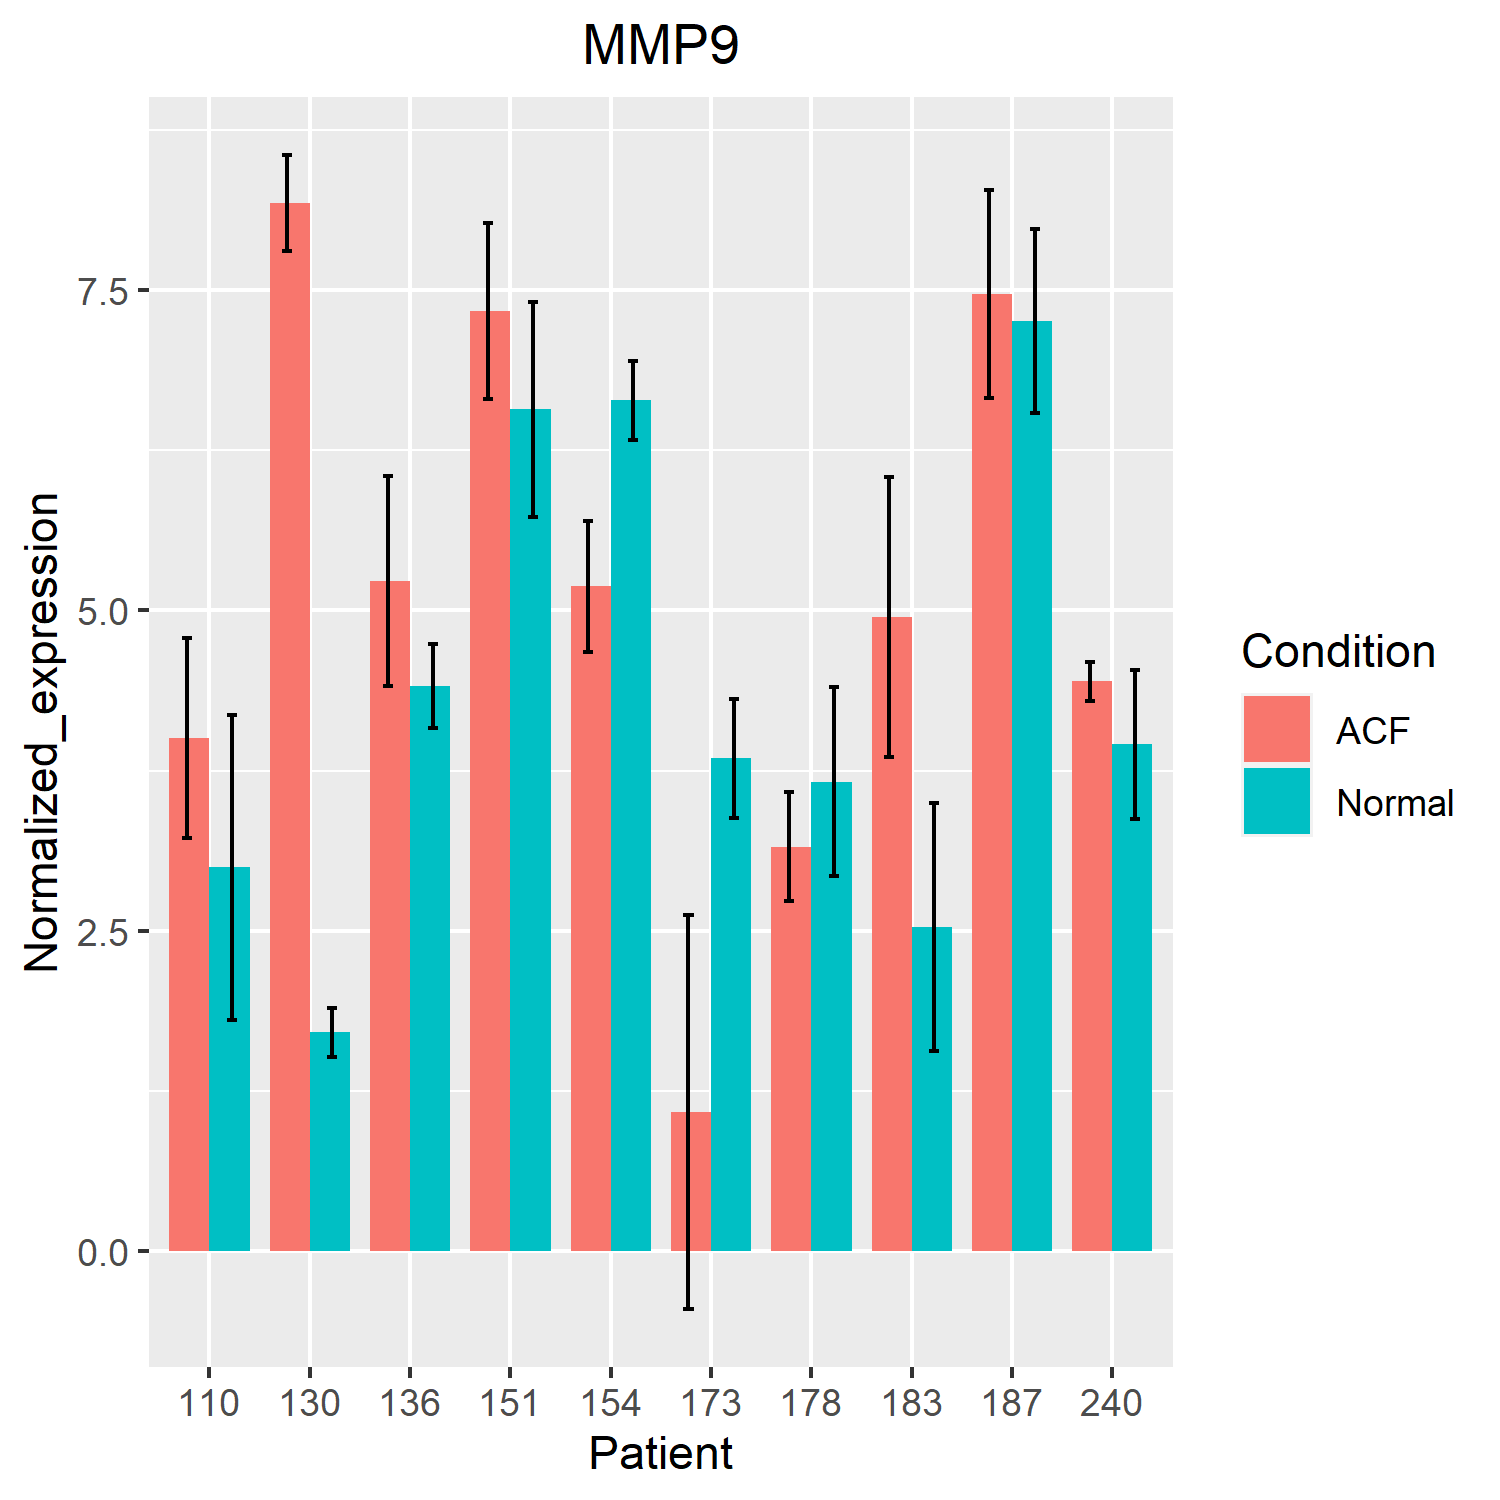 MMP9
Normalized_expression
7.5
5.0
2.5
0.0
110 130 136 151 154 173 178 183 187 240
Patient
Condition
ACF
Normal